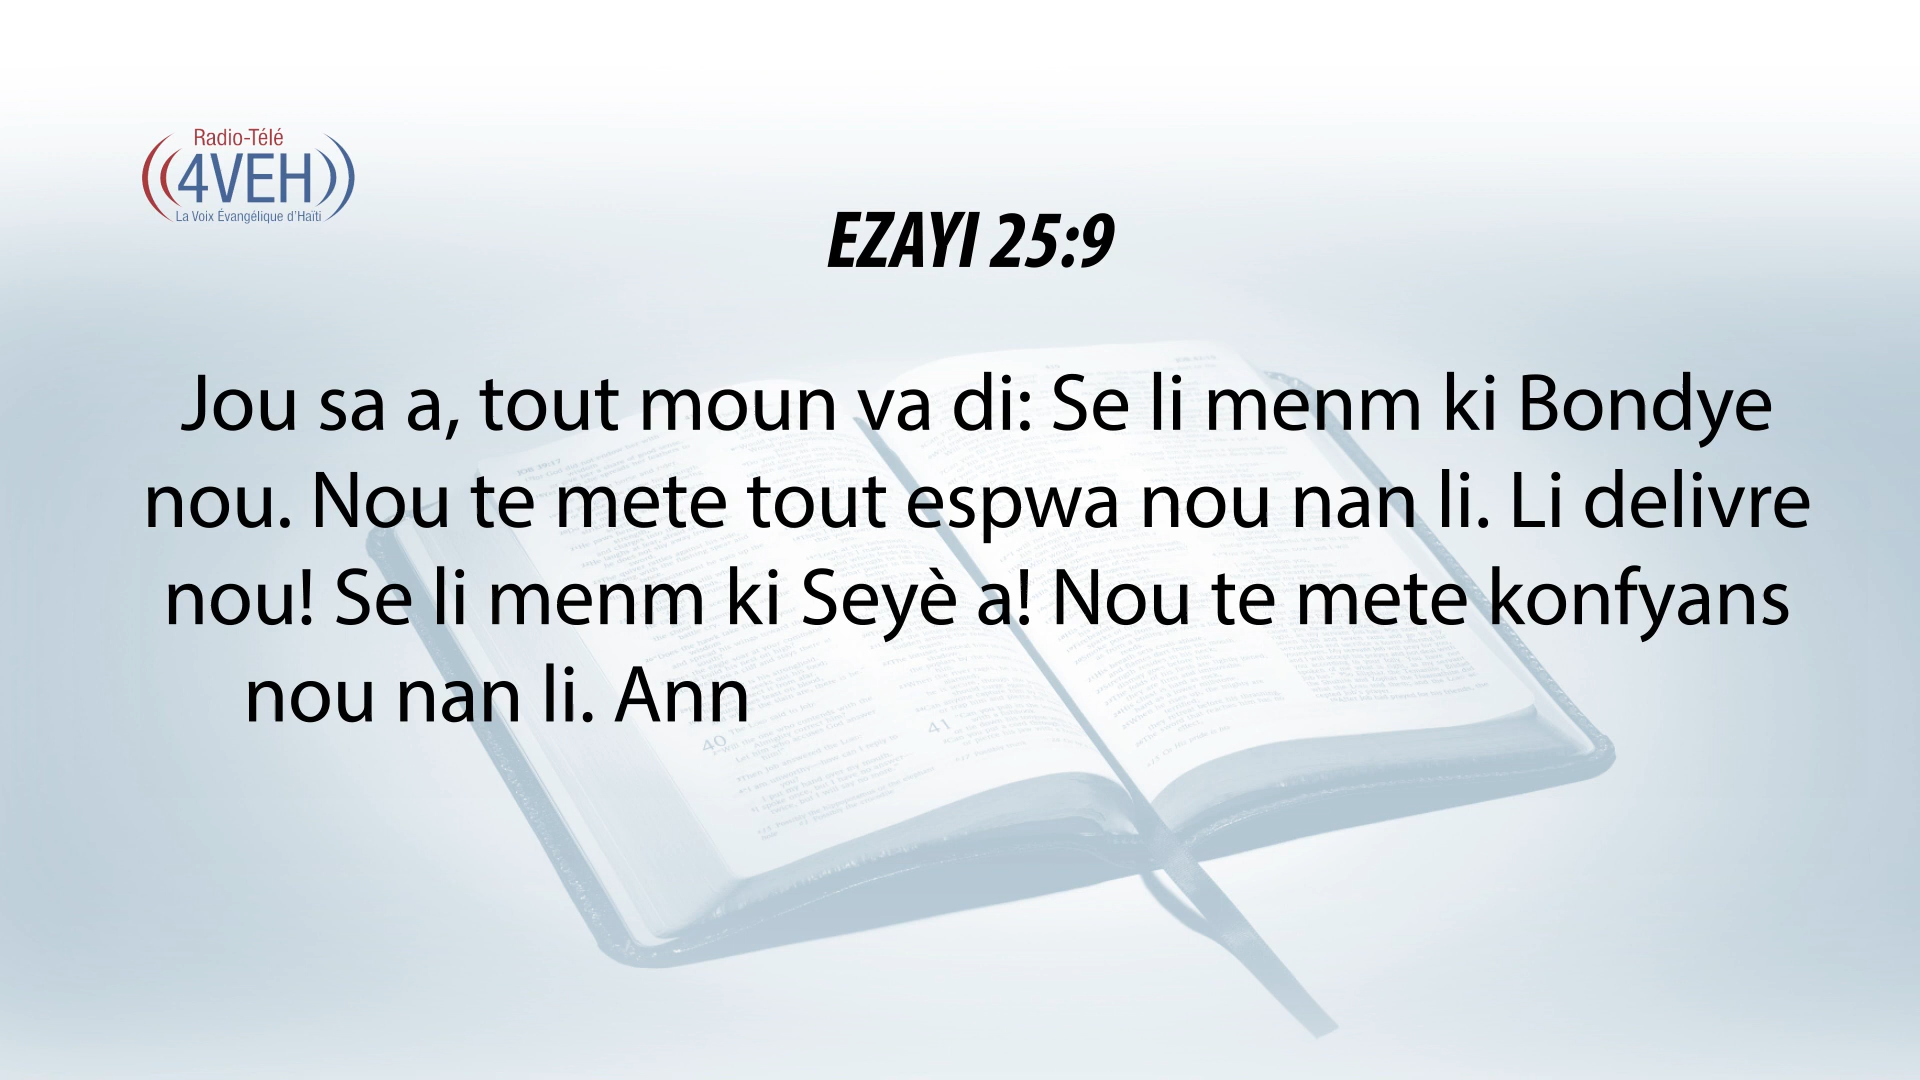 Radio-Télé
4VEH
La Voix Évangélique d'Haïti
EZAYI 25:9
Jou sa a, tout moun va di: Se li menm ki Bondye
nou. Nou te mete tout espwa nou nan li. Li delivre
nou! Se li menm ki Seyè a! Nou te mete konfyans
nou nan li. Ann
40
41